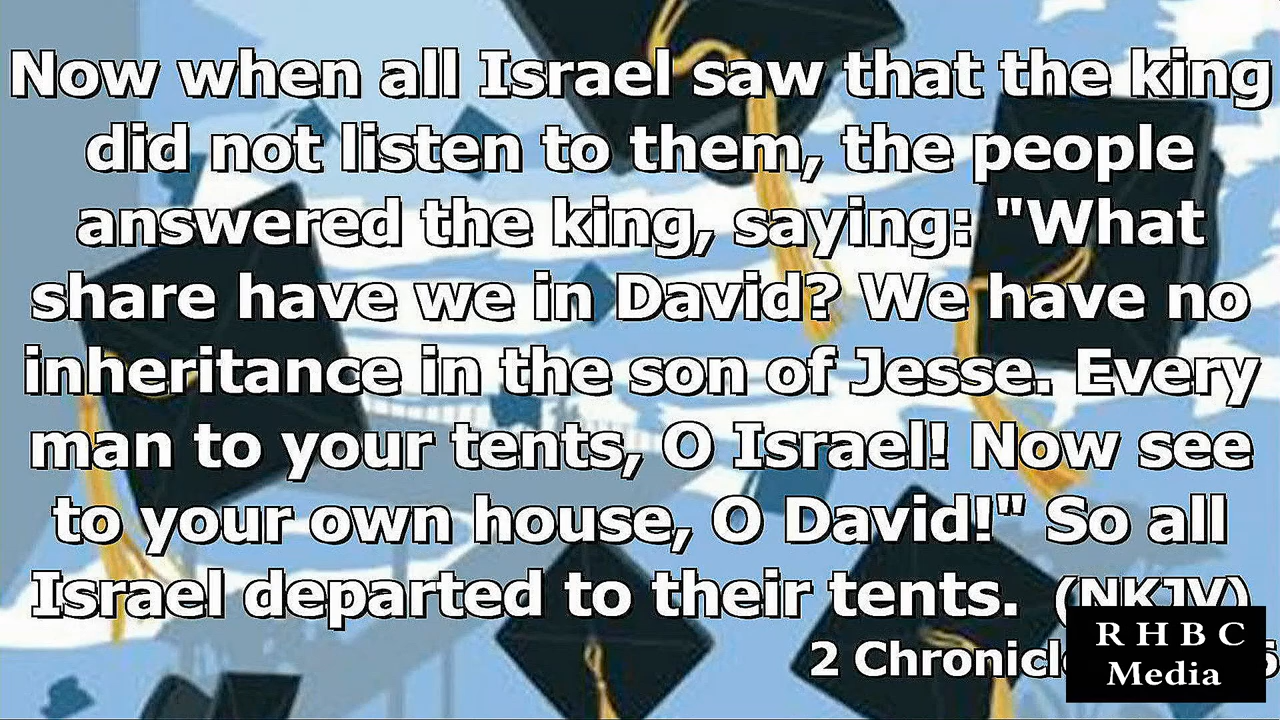 Now when all Israel saw that the king
did not listen to them, the people
answered the king, saying: "What
share have we in David? We have no
inheritance in the son of Jesse. Every
man to your tents, O Israel! Now see
to your own house, O David!" So all
Israel departed to their tents. (NKJV)
2
R H B C
Media